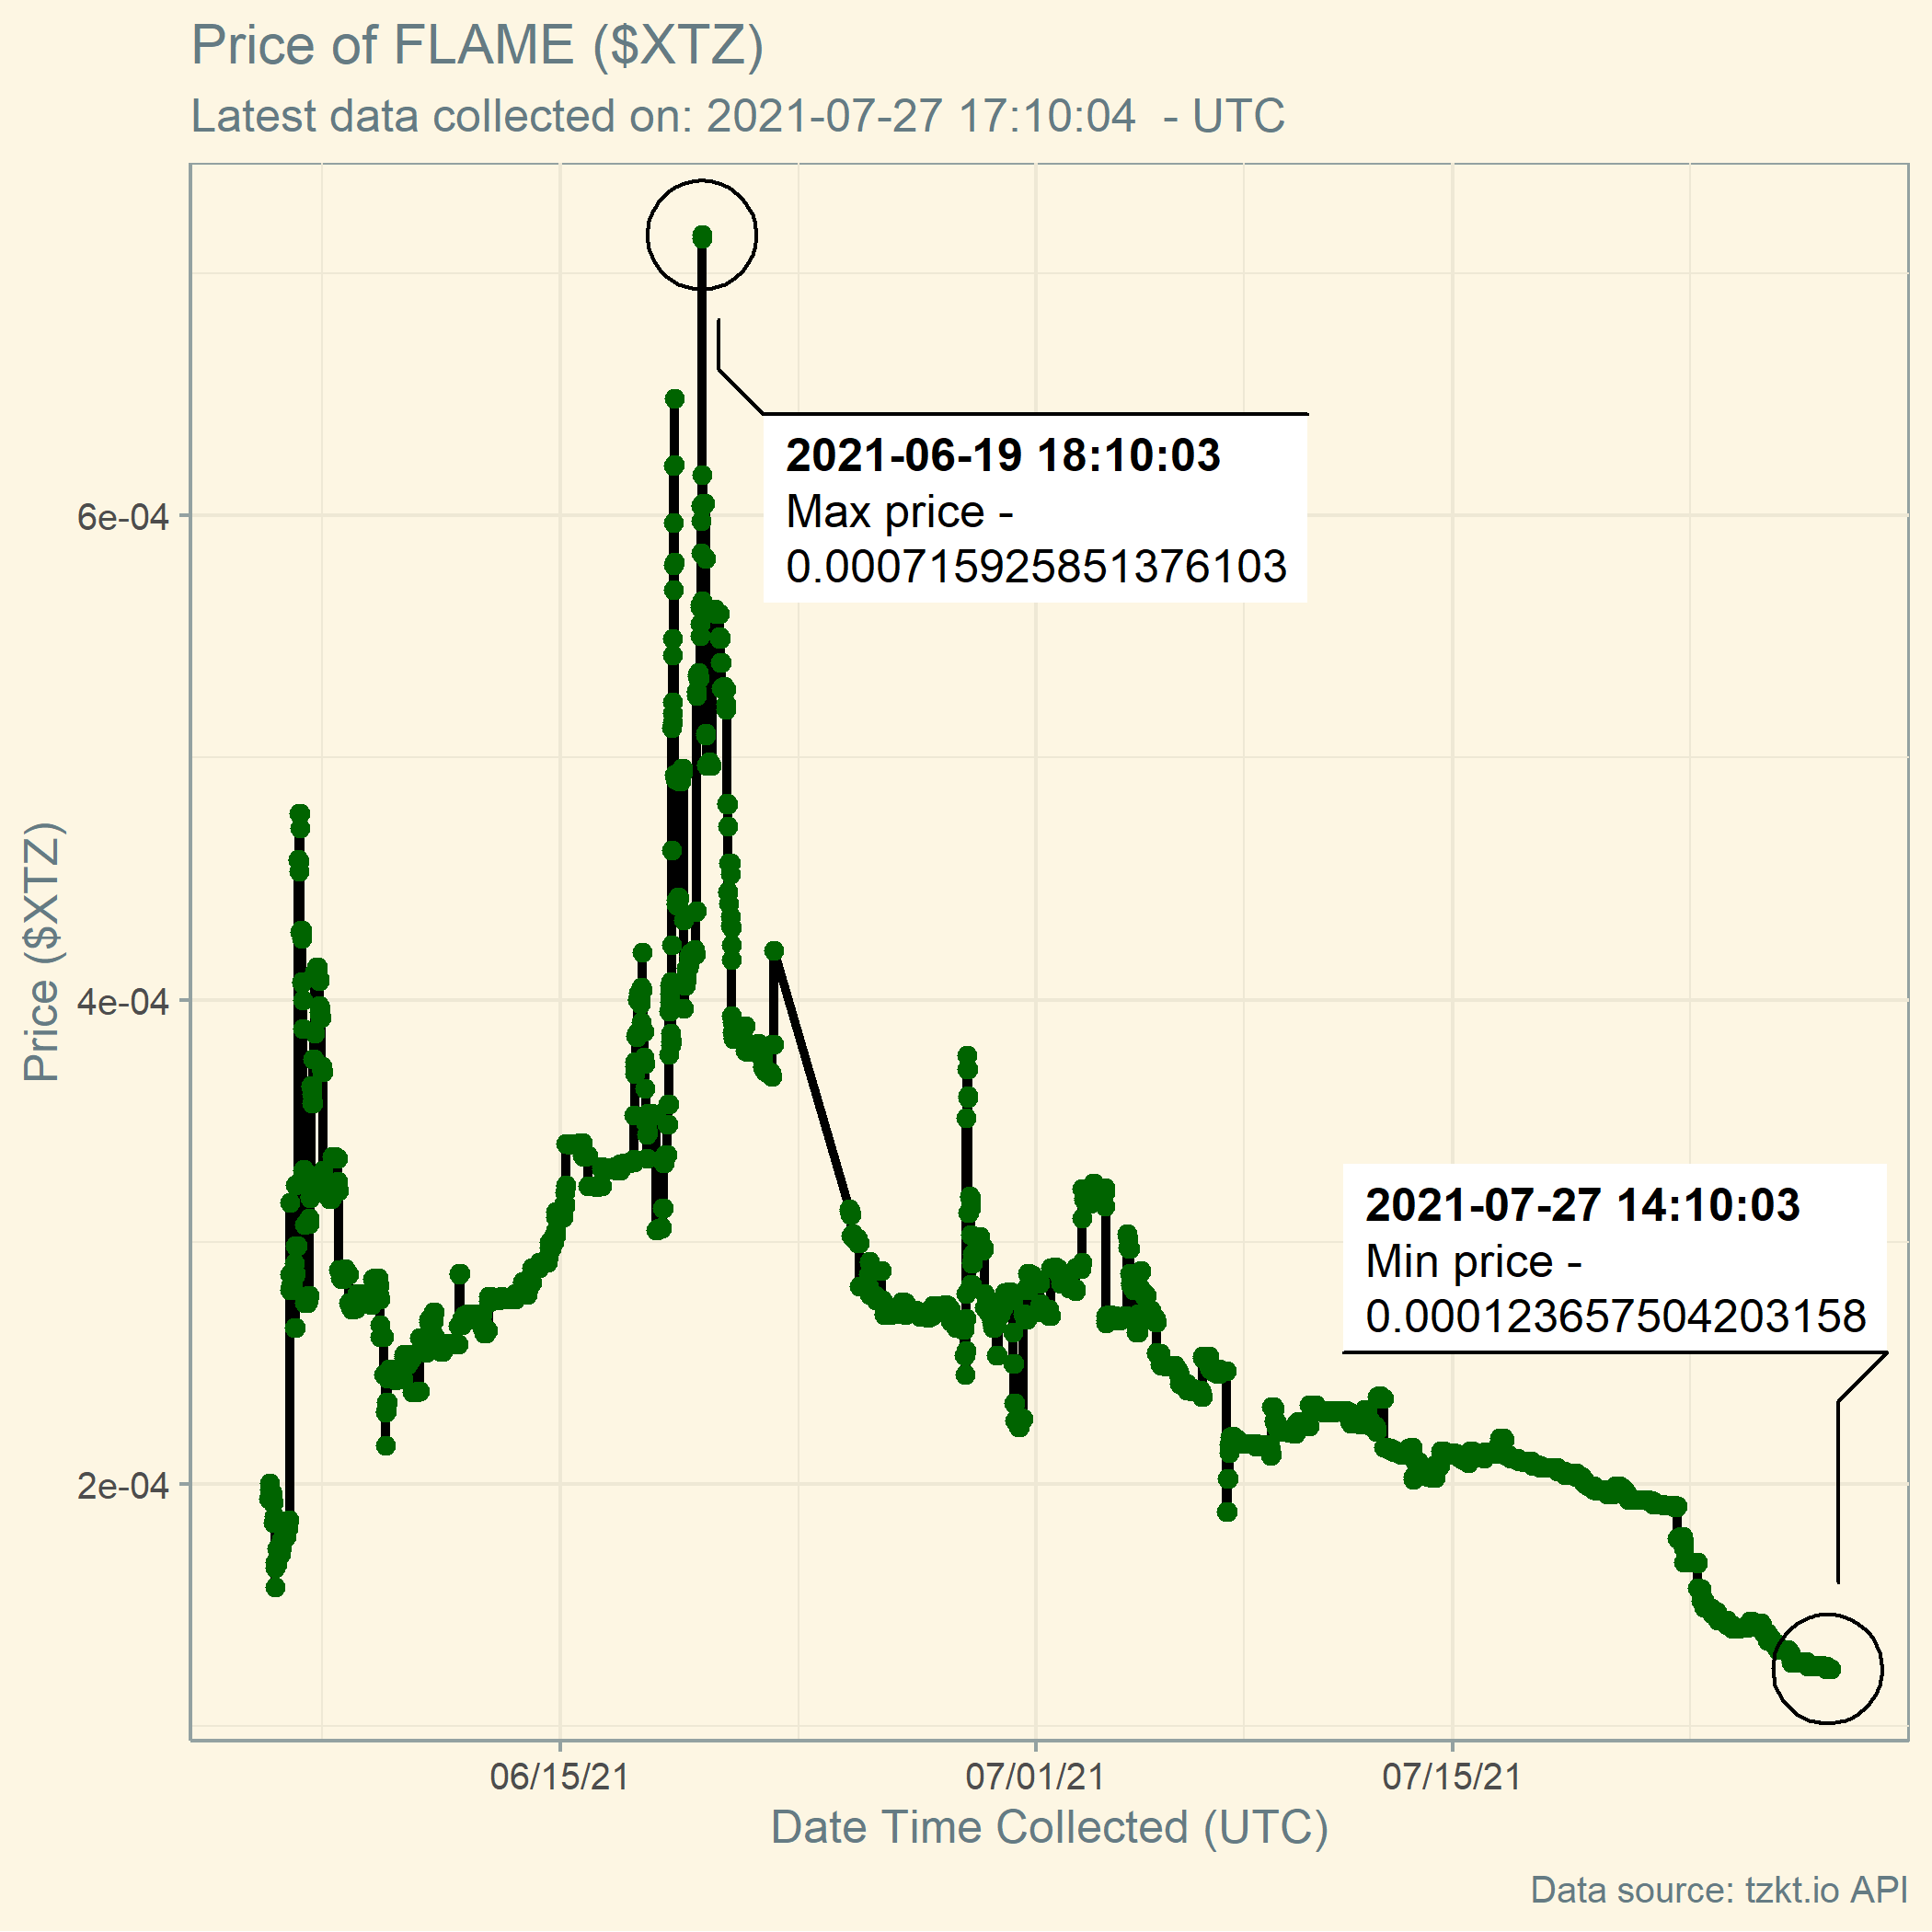 Price of FLAME ($XTZ)
Latest data collected on: 2021-07-27 17:10:04  - UTC
2021-06-19 18:10:03
Max price -
0.000715925851376103
6e-04
4e-04
2e-04
Price ($XTZ)
2021-07-27 14:10:03
Min price -
0.000123657504203158
06/15/21
07/01/21
07/15/21
Date Time Collected (UTC)
Data source: tzkt.io API